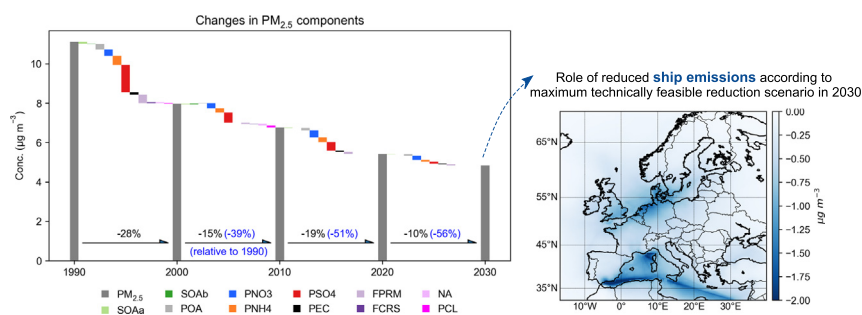 Changes in PM2.5 components
Conc. (μg m⁻³)
10
8
6
4
2
0
-28%
-15% (-39%)
(relative to 1990)
-19% (-51%)
-10% (-56%)
1990
2000
2010
2020
2030
PM2.5
SOAb
PNO3
PSO4
FPRM
NA
SOAa
POA
PNH4
PEC
FCRS
PCL
Role of reduced ship emissions according to
maximum technically feasible reduction scenario in 2030
65°N
55°N
45°N
35°N
10°W
0°
10°E
20°E
30°E
0.00
−0.25
−0.50
−0.75
−1.00
−1.25
−1.50
−1.75
−2.00
μg m⁻³